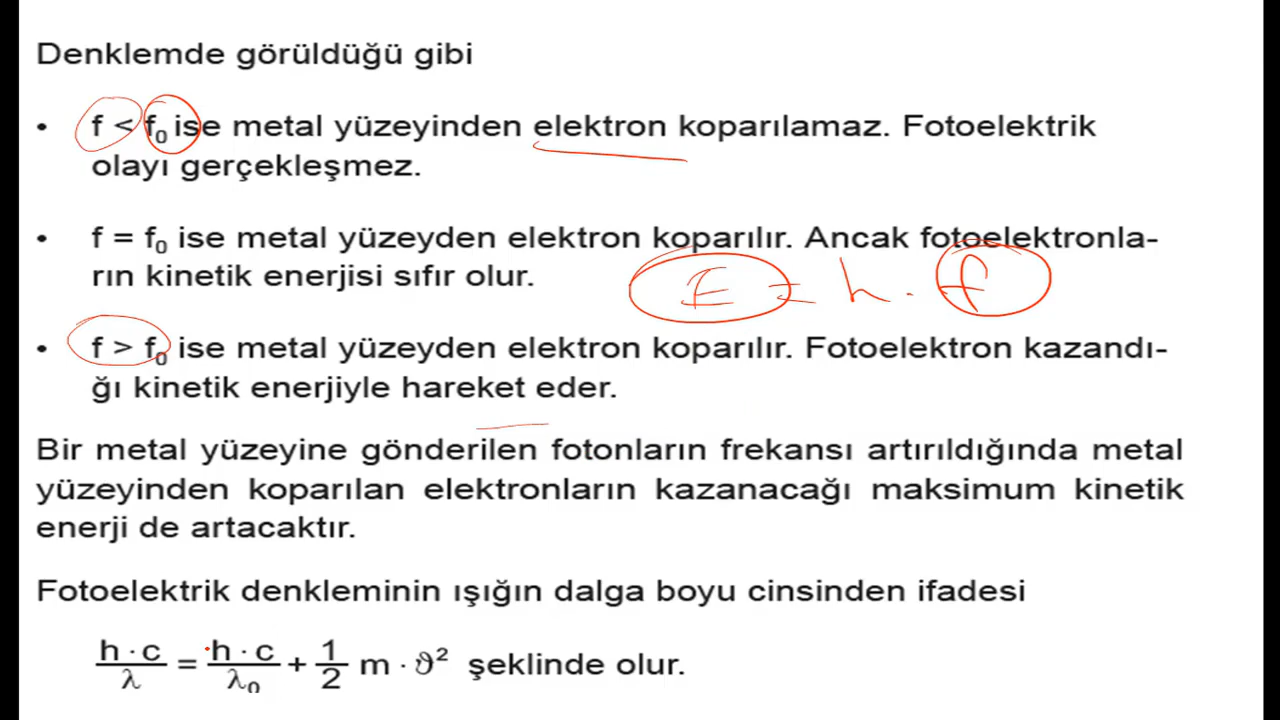 Denklemde görüldüğü gibi
• f < f₀ ise metal yüzeyinden elektron koparılamaz. Fotoelektrik
olayı gerçekleşmez.
• f = f₀ ise metal yüzeyden elektron koparılır. Ancak fotoelektronla-
rın kinetik enerjisi sıfır olur.
E = h . f
• f > f₀ ise metal yüzeyden elektron koparılır. Fotoelektron kazandı-
ğı kinetik enerjiyle hareket eder.
Bir metal yüzeyine gönderilen fotonların frekansı artırıldığında metal
yüzeyinden koparılan elektronların kazanacağı maksimum kinetik
enerji de artacaktır.
Fotoelektrik denkleminin ışığın dalga boyu cinsinden ifadesi
h · c / λ = h · c / λ₀ + 1/2 m · ϑ² şeklinde olur.